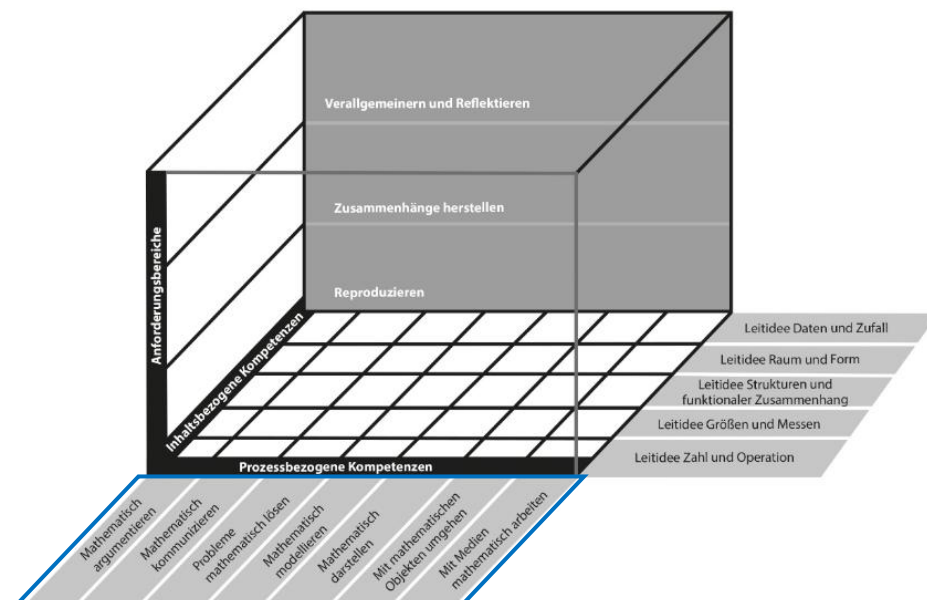 Verallgemeinern und Reflektieren
Zusammenhänge herstellen
Reproduzieren
Anforderungsbereiche
Inhaltsbezogene Kompetenzen
Prozessbezogene Kompetenzen
Leitidee Daten und Zufall
Leitidee Raum und Form
Leitidee Strukturen und
funktionaler Zusammenhang
Leitidee Größen und Messen
Leitidee Zahl und Operation
Mathematisch
argumentieren
Mathematisch
kommunizieren
Probleme
mathematisch lösen
Mathematisch
modellieren
Mathematisch
darstellen
Mit mathematischen
Objekten umgehen
Mit Medien
mathematisch arbeiten